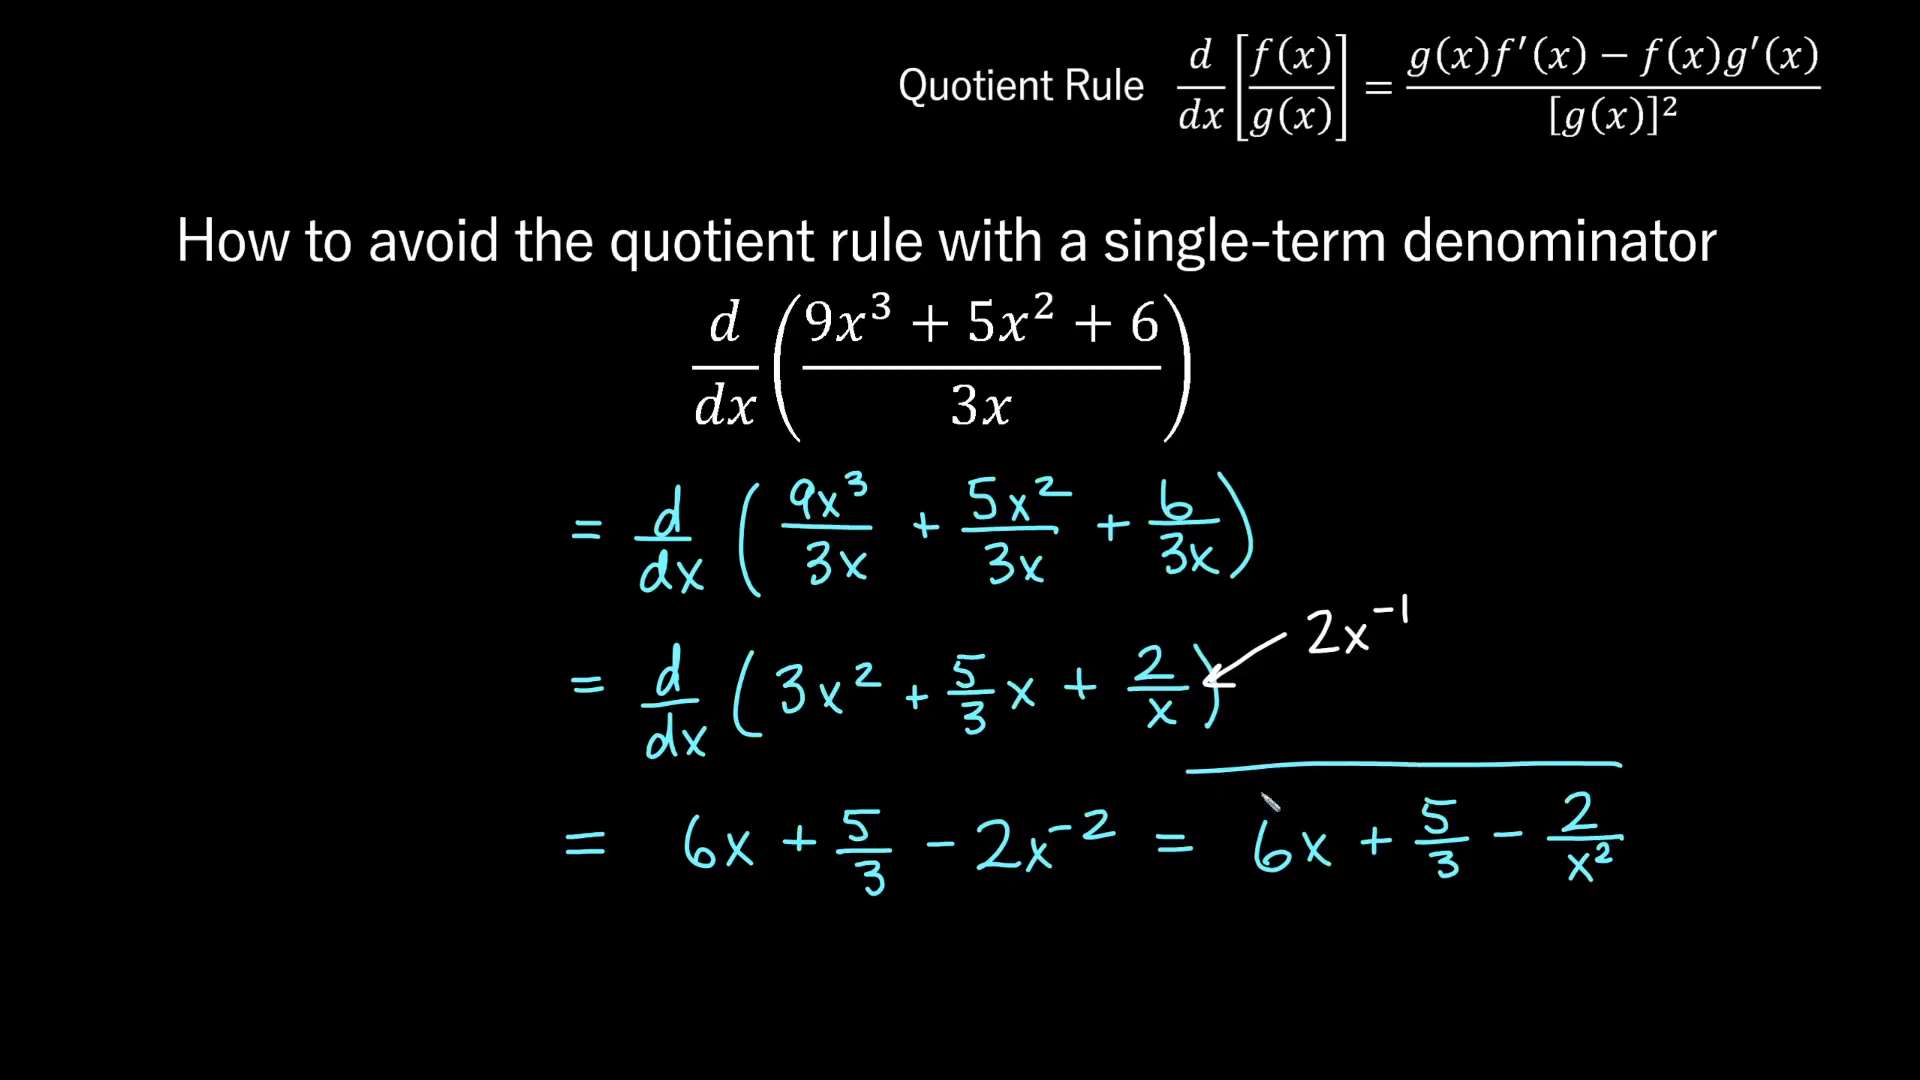 Quotient Rule d/dx [f(x)/g(x)] = (g(x)f′(x) − f(x)g′(x))/[g(x)]²
How to avoid the quotient rule with a single-term denominator
d/dx ((9x³ + 5x² + 6)/3x)
= d/dx (9x³/3x + 5x²/3x + 6/3x)
2x⁻¹
= d/dx (3x² + 5/3 x + 2/x)
= 6x + 5/3 − 2x⁻² = 6x + 5/3 − 2/x²